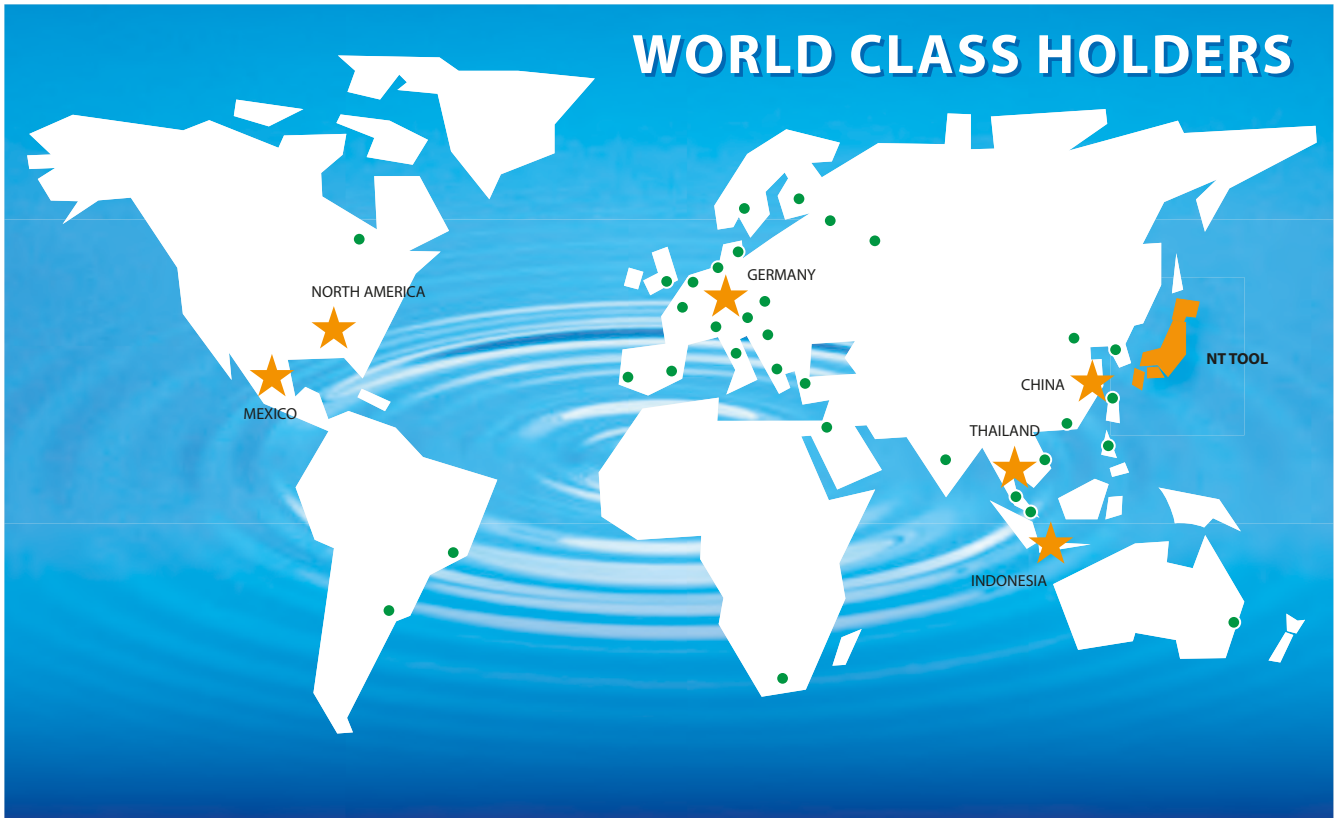 WORLD CLASS HOLDERS
GERMANY
NORTH AMERICA
NT TOOL
CHINA
MEXICO
THAILAND
INDONESIA